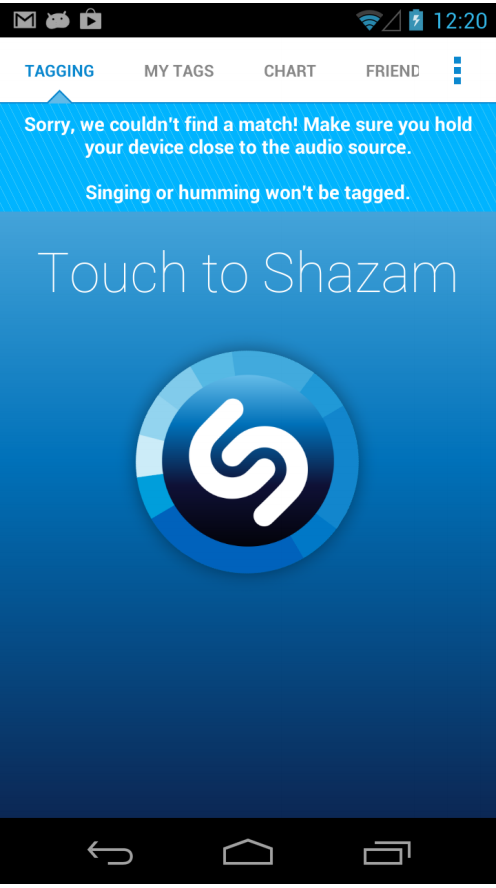 12:20
TAGGING MY TAGS CHART FRIEND
Sorry, we couldn't find a match! Make sure you hold
your device close to the audio source.
Singing or humming won't be tagged.
Touch to Shazam